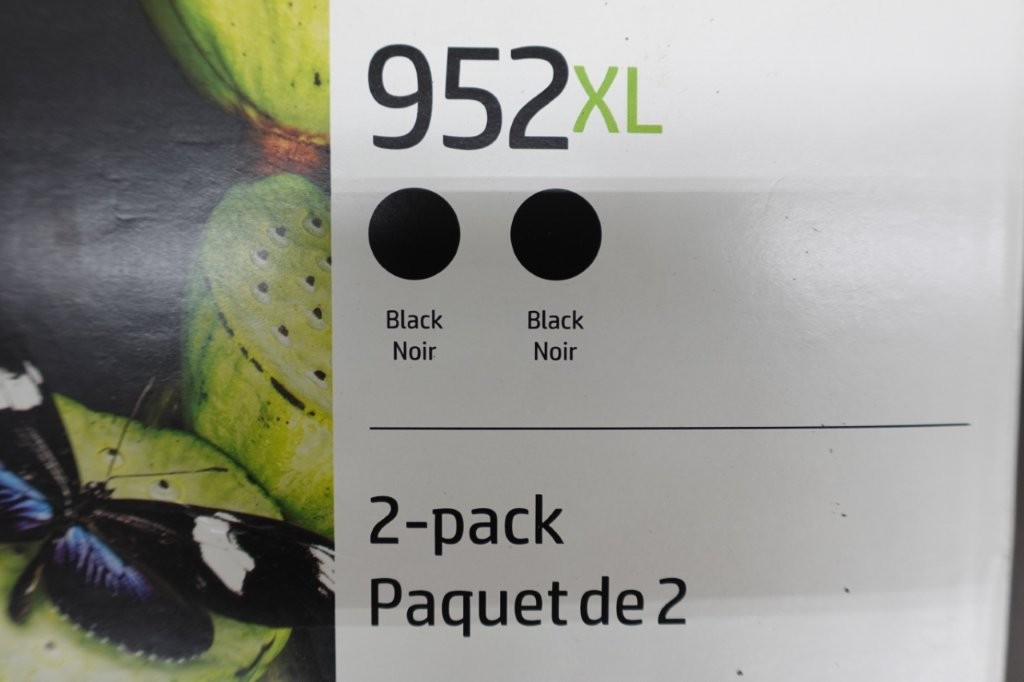 952XL
Black Black
Noir Noir
2-pack
Paquet de 2